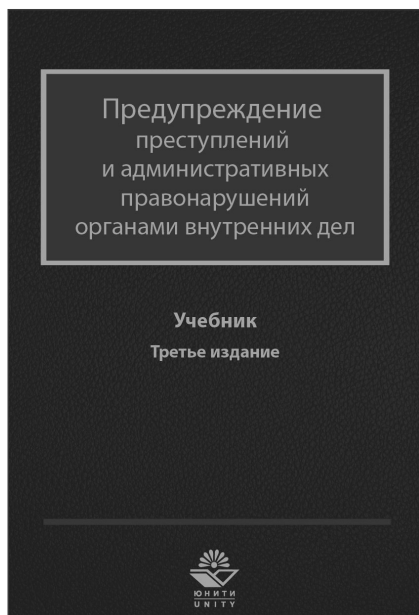 Предупреждение
преступлений
и административных
правонарушений
органами внутренних дел
Учебник
Третье издание
ЮНИТИ
UNITY